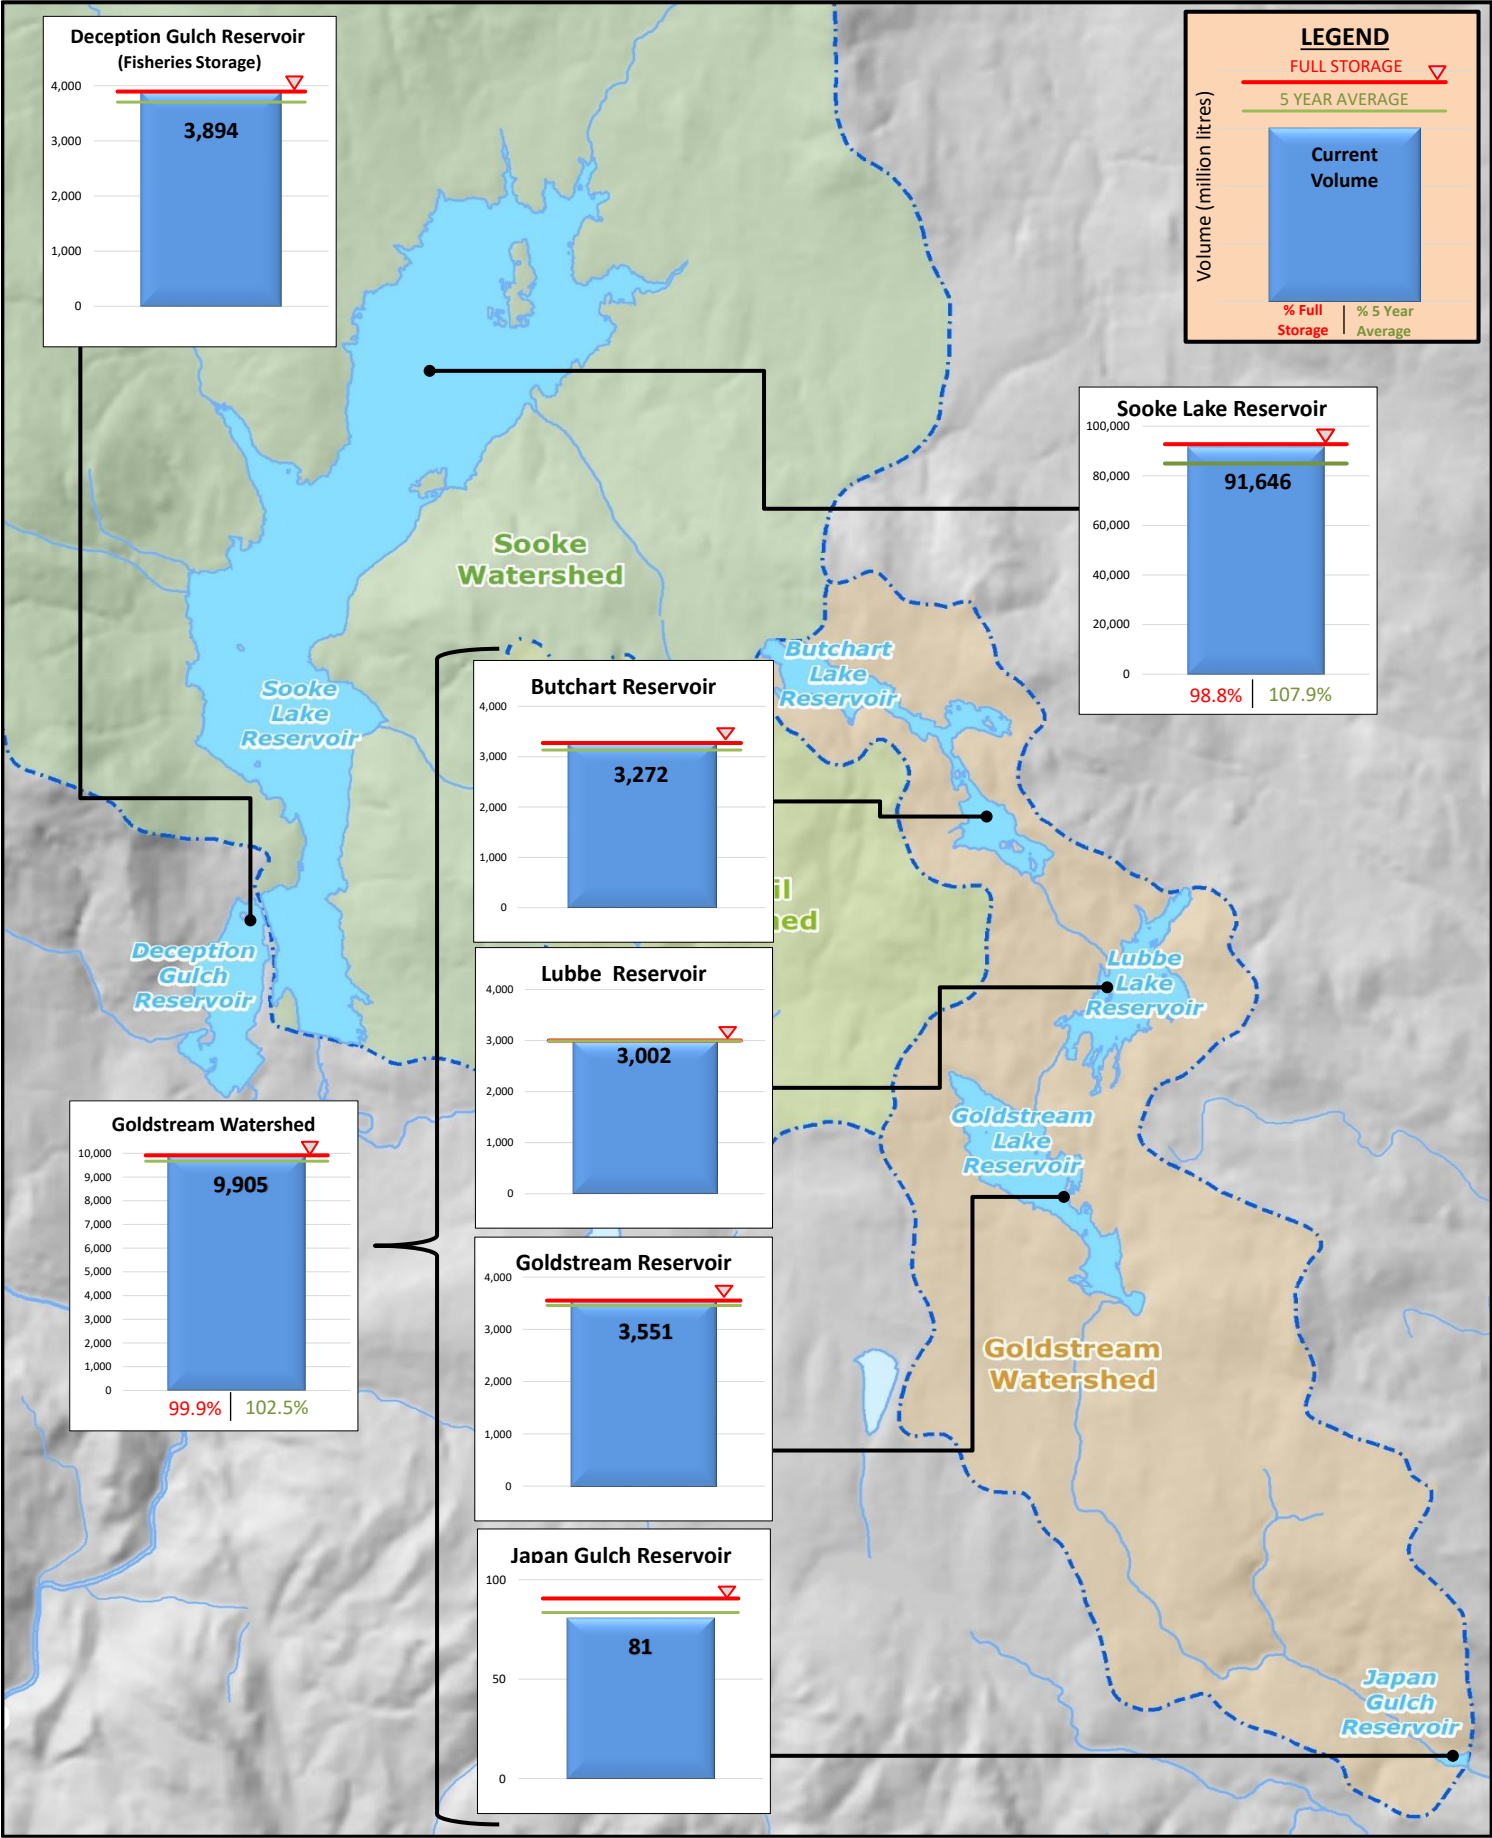 Deception Gulch Reservoir
(Fisheries Storage)
4,000
3,000
2,000
1,000
0
3,894
LEGEND
FULL STORAGE
5 YEAR AVERAGE
Volume (million litres)
Current
Volume
% Full
Storage
% 5 Year
Average
Sooke Lake Reservoir
100,000
80,000
60,000
40,000
20,000
0
91,646
98.8%
107.9%
Sooke
Watershed
Sooke
Lake
Reservoir
Butchart
Lake
Reservoir
Butchart Reservoir
4,000
3,000
2,000
1,000
0
3,272
il
ed
Deception
Gulch
Reservoir
Lubbe Reservoir
4,000
3,000
2,000
1,000
0
3,002
Lubbe
Lake
Reservoir
Goldstream Watershed
10,000
9,000
8,000
7,000
6,000
5,000
4,000
3,000
2,000
1,000
0
9,905
99.9%
102.5%
Goldstream
Lake
Reservoir
Goldstream Reservoir
4,000
3,000
2,000
1,000
0
3,551
Goldstream
Watershed
Japan Gulch Reservoir
100
50
0
81
Japan
Gulch
Reservoir